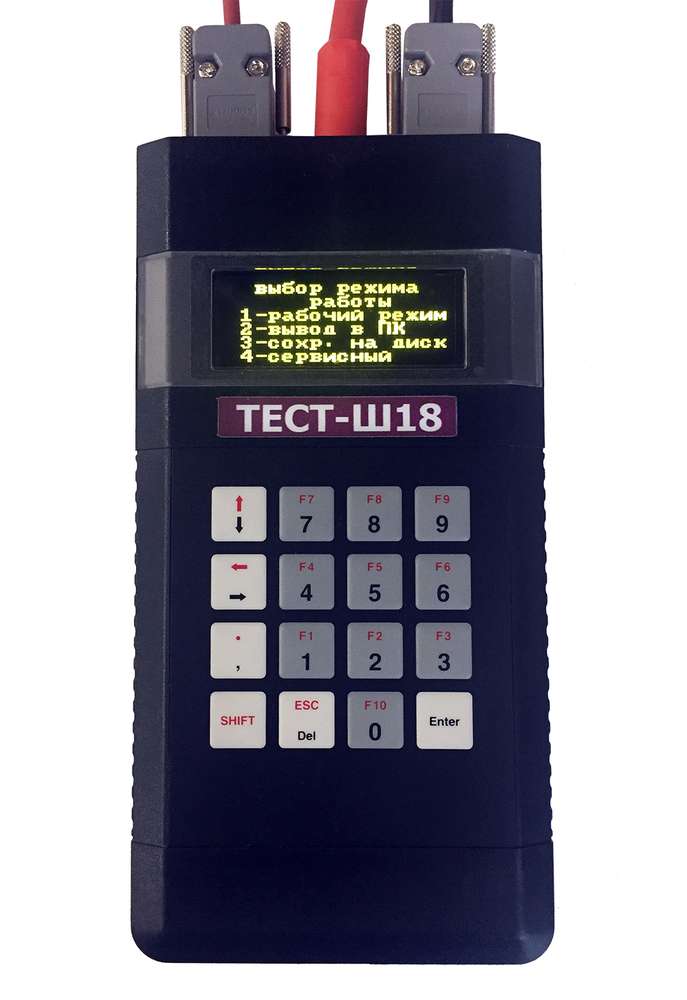 выбор режима
работы
1-рабочий режим
2-вывод в ПК
3-сохр. на диск
4-сервисный
ТЕСТ-Ш18
F7 F8 F9
7 8 9
F4 F5 F6
4 5 6
.
F1 F2 F3
, 1 2 3
ESC F10
SHIFT Del 0 Enter